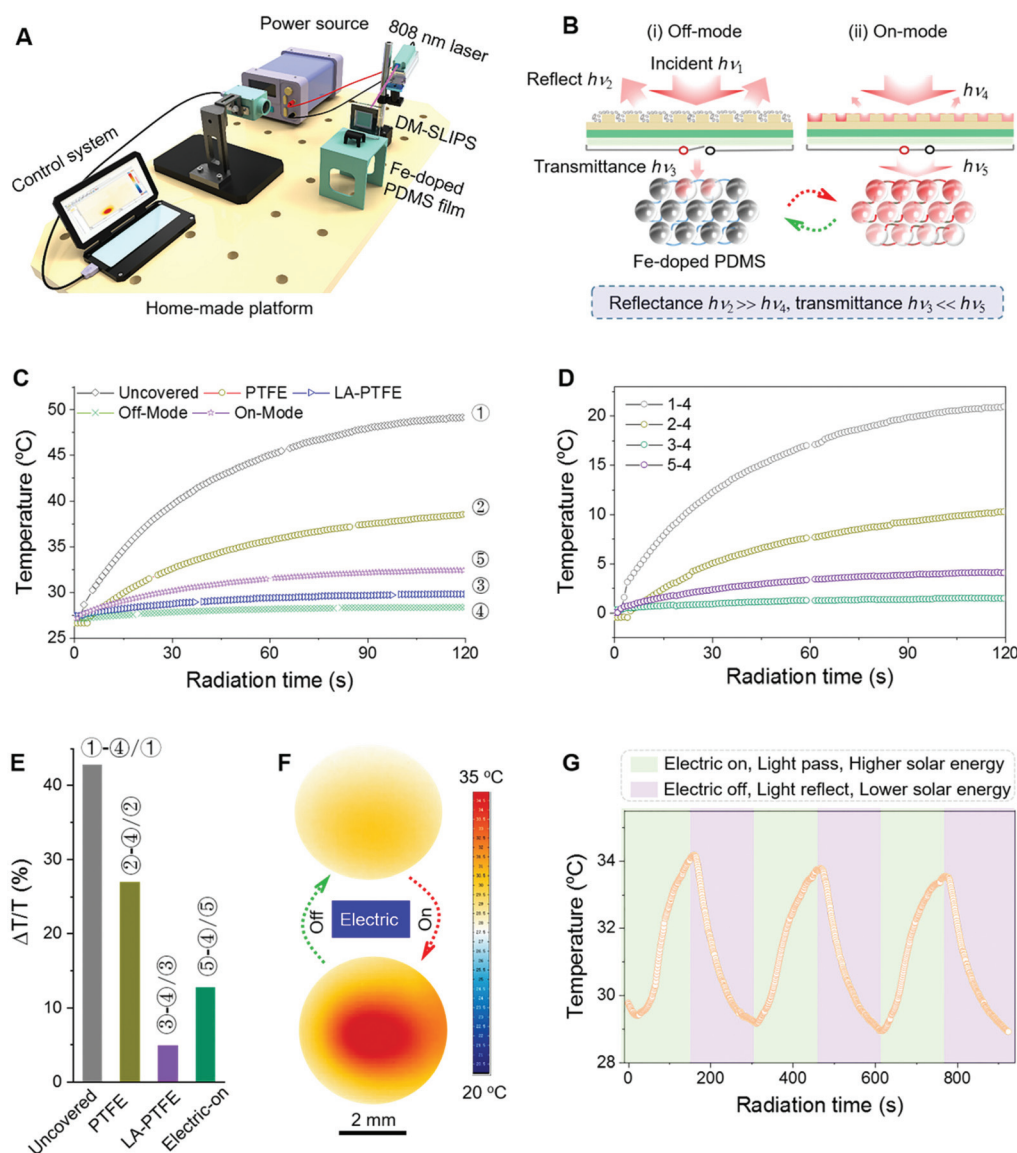 A
Power source
808 nm laser
Control system
DM-SLIPS
Fe-doped
PDMS film
Home-made platform
B
(i) Off-mode
(ii) On-mode
Incident hν₁
Reflect hν₂
hν₄
Transmittance
hν₃
hν₅
Fe-doped PDMS
Reflectance hν₂ >> hν₄, transmittance hν₃ << hν₅
C
Uncovered PTFE LA-PTFE
Off-Mode On-Mode
50
45
40
35
30
25
Temperature (ºC)
①
②
⑤
③
④
0 30 60 90 120
Radiation time (s)
D
1-4
2-4
3-4
5-4
20
15
10
5
0
Temperature (ºC)
0 30 60 90 120
Radiation time (s)
E
①-④/①
②-④/②
③-④/③
⑤-④/⑤
40
30
20
10
0
ΔT/T (%)
Uncovered
PTFE
LA-PTFE
Electric-on
F
35 ºC
Off
Electric
On
20 ºC
2 mm
G
Electric on, Light pass, Higher solar energy
Electric off, Light reflect, Lower solar energy
34
32
30
28
Temperature (ºC)
0 200 400 600 800
Radiation time (s)